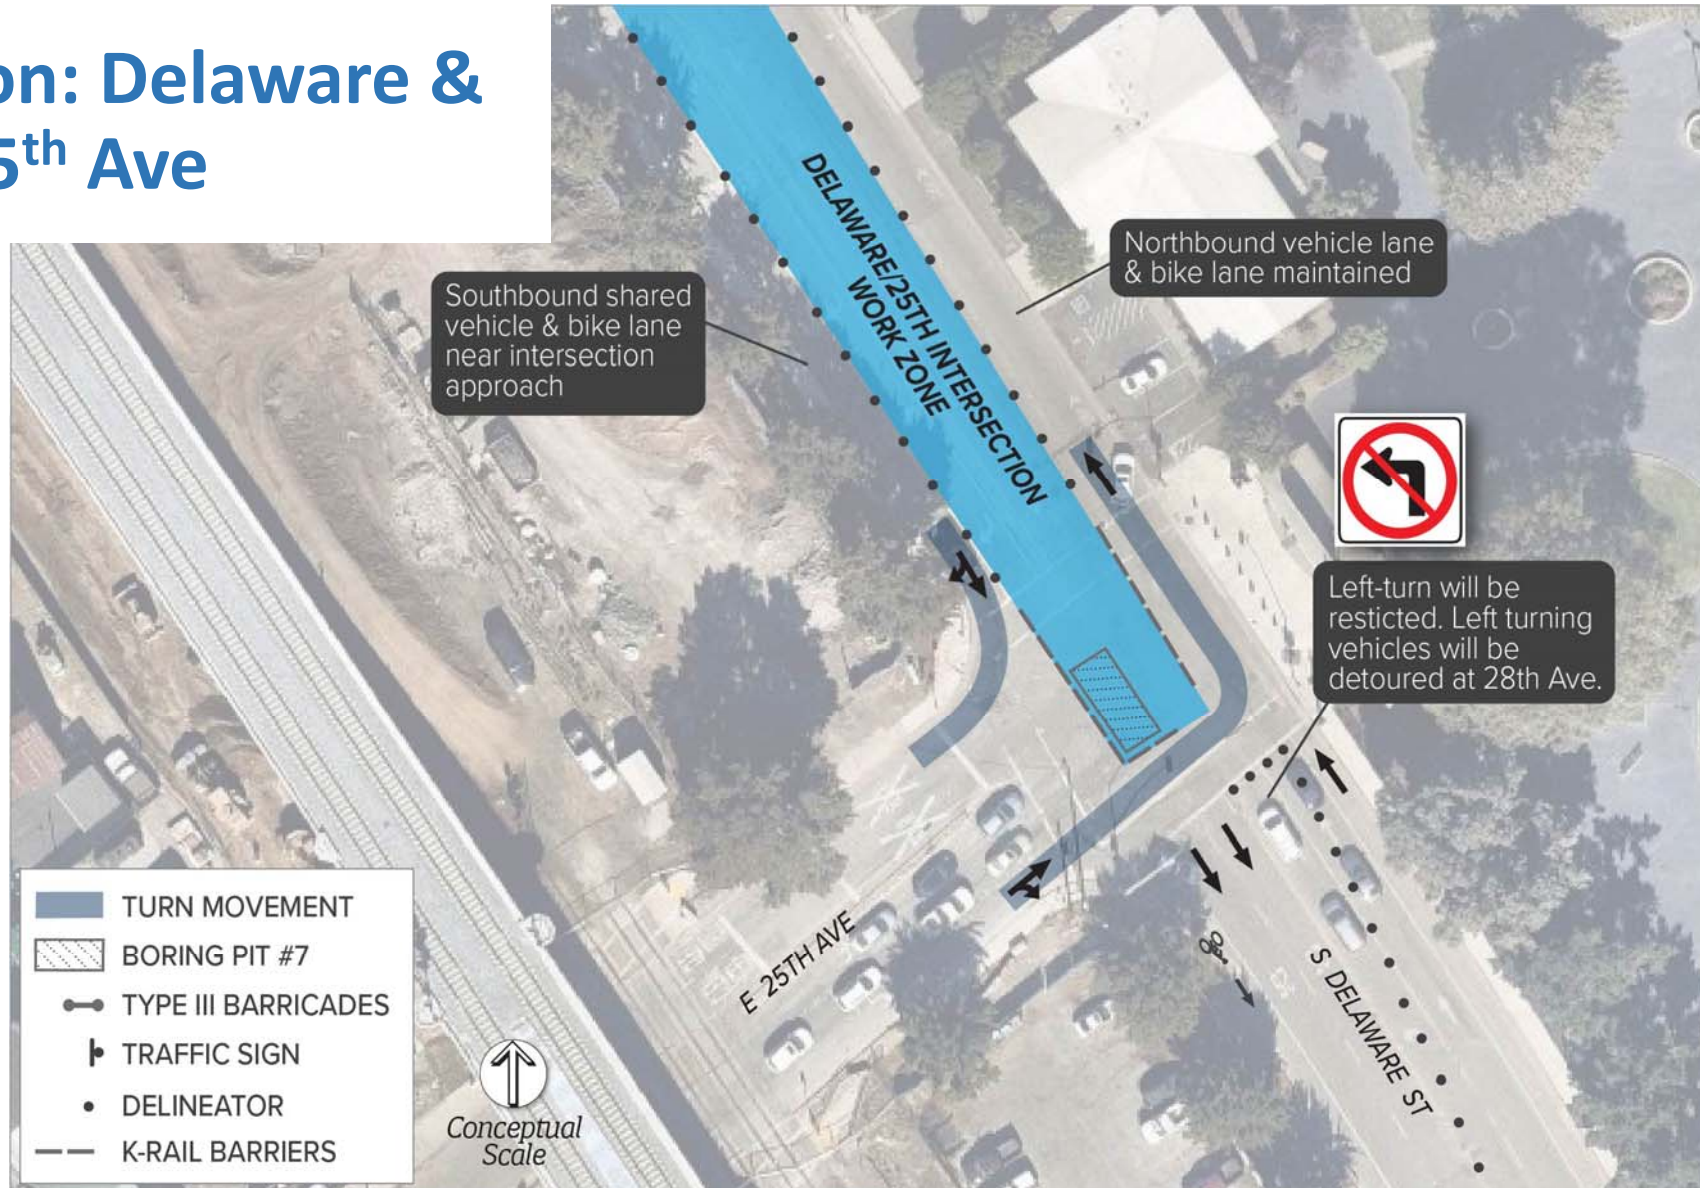 on: Delaware &
5th Ave
DELAWARE/25TH INTERSECTION
WORK ZONE
Northbound vehicle lane
& bike lane maintained
Southbound shared
vehicle & bike lane
near intersection
approach
Left-turn will be
resticted. Left turning
vehicles will be
detoured at 28th Ave.
E 25TH AVE
S DELAWARE ST
TURN MOVEMENT
BORING PIT #7
TYPE III BARRICADES
TRAFFIC SIGN
DELINEATOR
K-RAIL BARRIERS
Conceptual
Scale